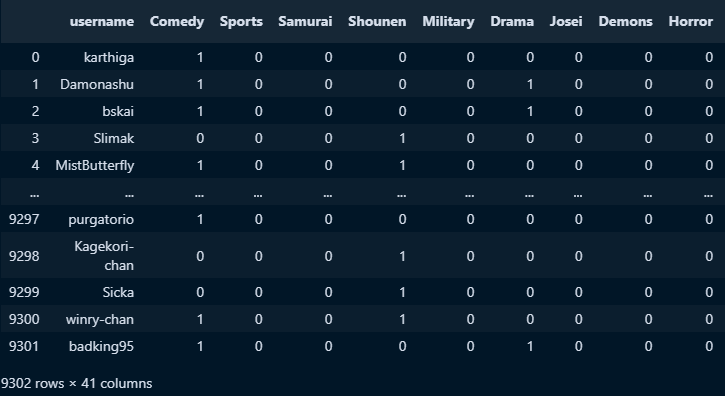 username Comedy Sports Samurai Shounen Military Drama Josei Demons Horror
0 karthiga 1 0 0 0 0 0 0 0 0
1 Damonashu 1 0 0 0 0 1 0 0 0
2 bskai 1 0 0 0 0 1 0 0 0
3 Slimak 0 0 0 1 0 0 0 0 0
4 MistButterfly 1 0 0 1 0 0 0 0 0
... ... ... ... ... ... ... ... ... ... ...
9297 purgatorio 1 0 0 0 0 0 0 0 0
9298 Kagekori-
chan 0 0 0 1 0 0 0 0 0
9299 Sicka 0 0 0 1 0 0 0 0 0
9300 winry-chan 1 0 0 1 0 0 0 0 0
9301 badking95 1 0 0 0 0 1 0 0 0
9302 rows × 41 columns